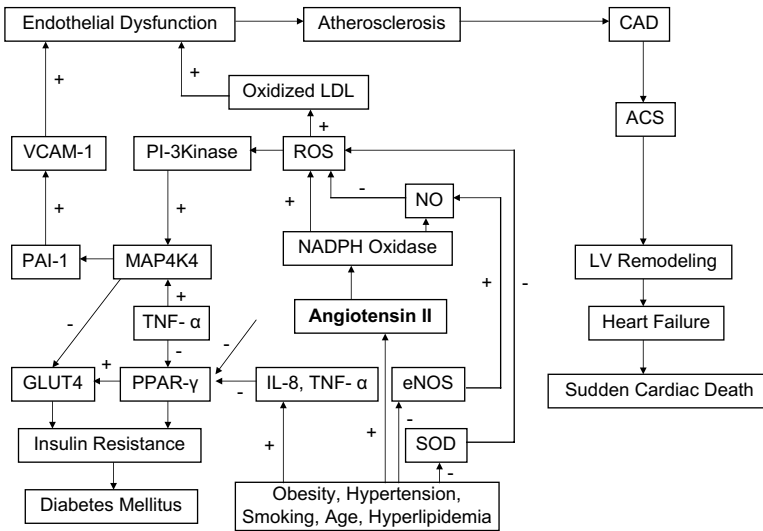 Endothelial Dysfunction
Atherosclerosis
CAD
+
+
Oxidized LDL
ACS
+
VCAM-1
PI-3Kinase
ROS
-
NO
+
+
+
NADPH Oxidase
PAI-1
MAP4K4
LV Remodeling
+
-
+
Angiotensin II
-
TNF- α
Heart Failure
-
-
+
GLUT4
PPAR-γ
-
IL-8, TNF- α
eNOS
Sudden Cardiac Death
Insulin Resistance
+
+
-
SOD
-
Diabetes Mellitus
Obesity, Hypertension,
Smoking, Age, Hyperlipidemia